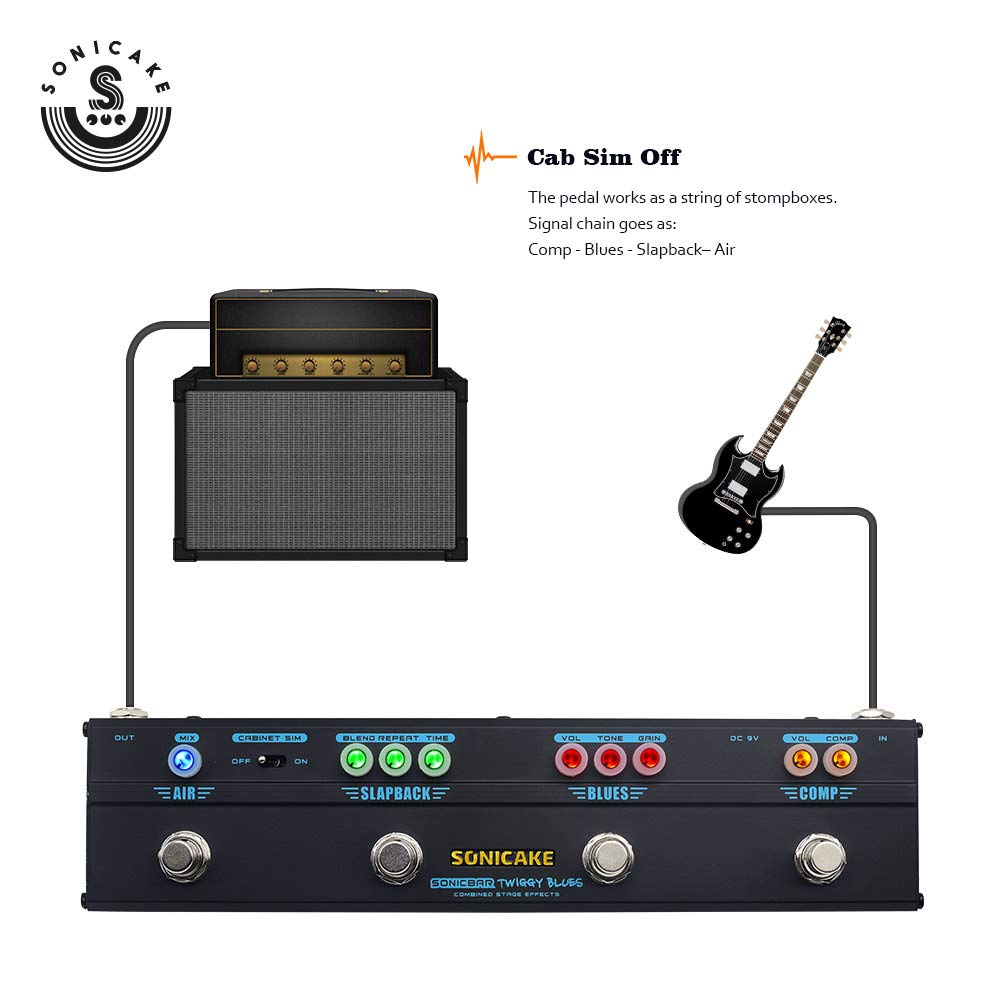 SONICAKE
S
Cab Sim Off
The pedal works as a string of stompboxes.
Signal chain goes as:
Comp - Blues - Slapback– Air
OUT
MIX
CABINET SIM
BLEND REPEAT TIME
VOL TONE GAIN
DC 9V
VOL COMP
IN
OFF ON
AIR
SLAPBACK
BLUES
COMP
SONICAKE
SONICBAR TWIGGY BLUES
COMBINED STAGE EFFECTS